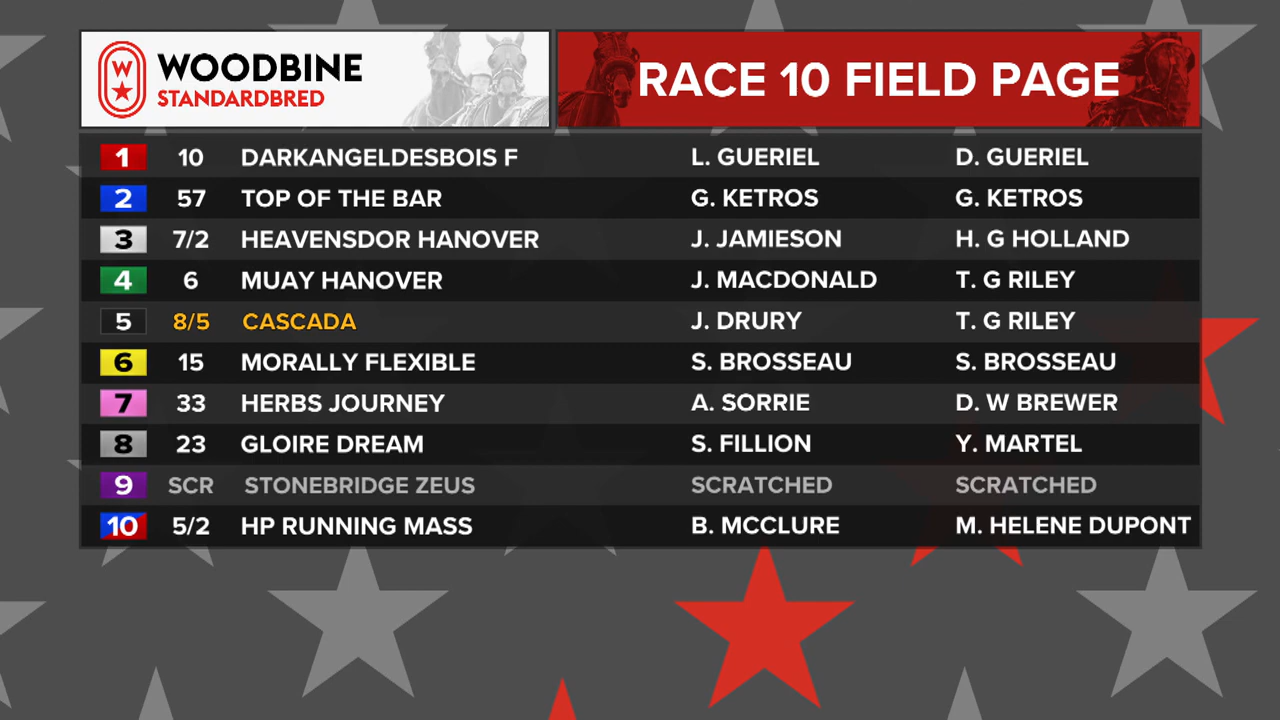 W
WOODBINE
STANDARDBRED
RACE 10 FIELD PAGE
1 10 DARKANGELDESBOIS F L. GUERIEL D. GUERIEL
2 57 TOP OF THE BAR G. KETROS G. KETROS
3 7/2 HEAVENSDOR HANOVER J. JAMIESON H. G HOLLAND
4 6 MUAY HANOVER J. MACDONALD T. G RILEY
5 8/5 CASCADA J. DRURY T. G RILEY
6 15 MORALLY FLEXIBLE S. BROSSEAU S. BROSSEAU
7 33 HERBS JOURNEY A. SORRIE D. W BREWER
8 23 GLOIRE DREAM S. FILLION Y. MARTEL
9 SCR STONEBRIDGE ZEUS SCRATCHED SCRATCHED
10 5/2 HP RUNNING MASS B. MCCLURE M. HELENE DUPONT